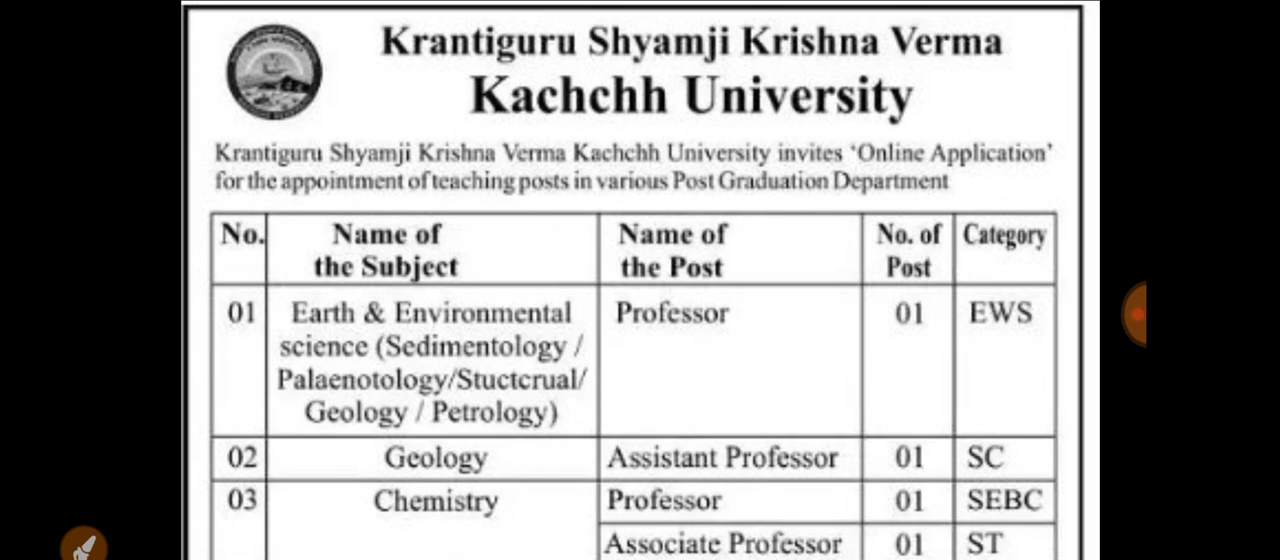 Krantiguru Shyamji Krishna Verma
Kachchh University
Krantiguru Shyamji Krishna Verma Kachchh University invites ‘Online Application’
for the appointment of teaching posts in various Post Graduation Department
No. Name of the Subject Name of the Post No. of Post Category
01 Earth & Environmental Professor 01 EWS
science (Sedimentology /
Palaenotology/Stuctcrual/
Geology / Petrology)
02 Geology Assistant Professor 01 SC
03 Chemistry Professor 01 SEBC
Associate Professor 01 ST